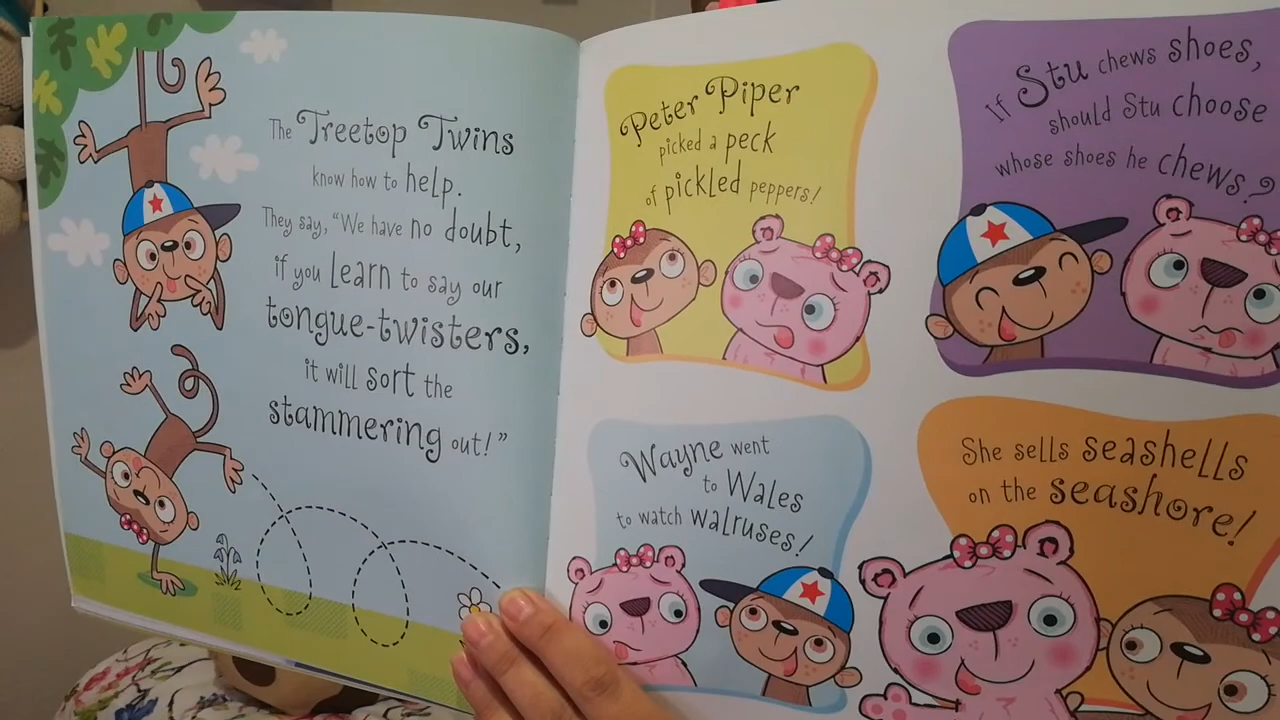 The Treetop Twins
know how to help.
They say, "We have no doubt,
if you learn to say our
tongue-twisters,
it will sort the
stammering out!"
Peter Piper
picked a peck
of pickled peppers!
If Stu chews shoes,
should Stu choose
whose shoes he chews?
Wayne went
to Wales
to watch walruses!
She sells seashells
on the seashore!